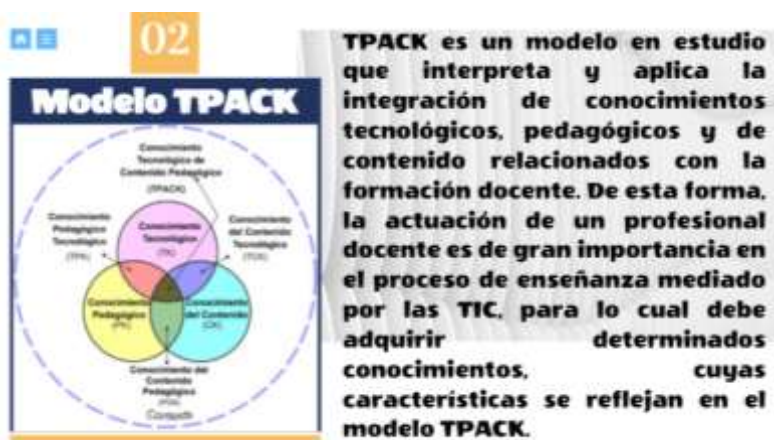 02
Modelo TPACK
Conocimiento
Tecnológico de
Contenido Pedagógico
(TPACK)
Conocimiento
Pedagógico
Tecnológico
(TPK)
Conocimiento
Tecnológico
(TK)
Conocimiento
del Contenido
Tecnológico
(TCK)
Conocimiento
Pedagógico
(PK)
Conocimiento
del Contenido
(CK)
Conocimiento del
Contenido
Pedagógico
(PCK)
Contexto
TPACK es un modelo en estudio
que interpreta y aplica la
integración de conocimientos
tecnológicos, pedagógicos y de
contenido relacionados con la
formación docente. De esta forma,
la actuación de un profesional
docente es de gran importancia en
el proceso de enseñanza mediado
por las TIC, para lo cual debe
adquirir determinados
conocimientos, cuyas
características se reflejan en el
modelo TPACK.